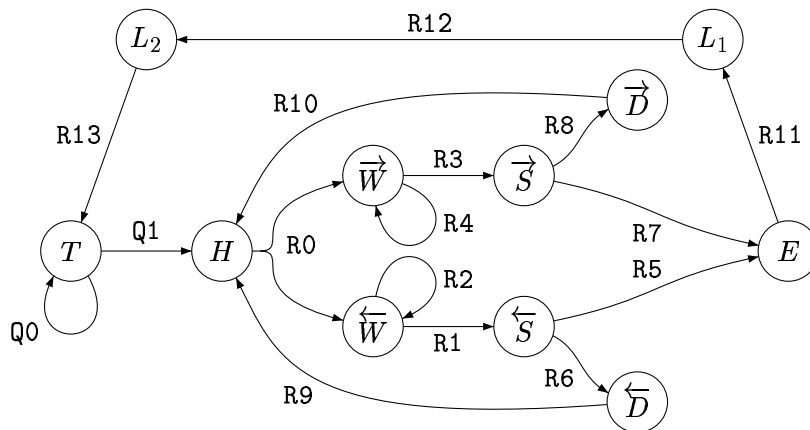 R12
L₂
L₁
R10
D→
R13
R8
R11
R3
W→
S→
R4
R7
Q1
R0
T
H
E
R2
R5
Q0
W←
S←
R1
R6
R9
D←